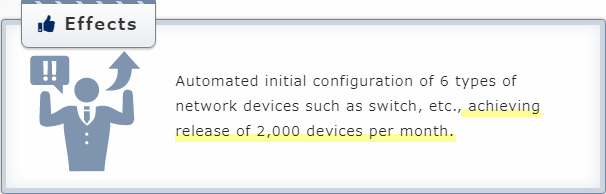 Effects
!!
Automated initial configuration of 6 types of
network devices such as switch, etc., achieving
release of 2,000 devices per month.